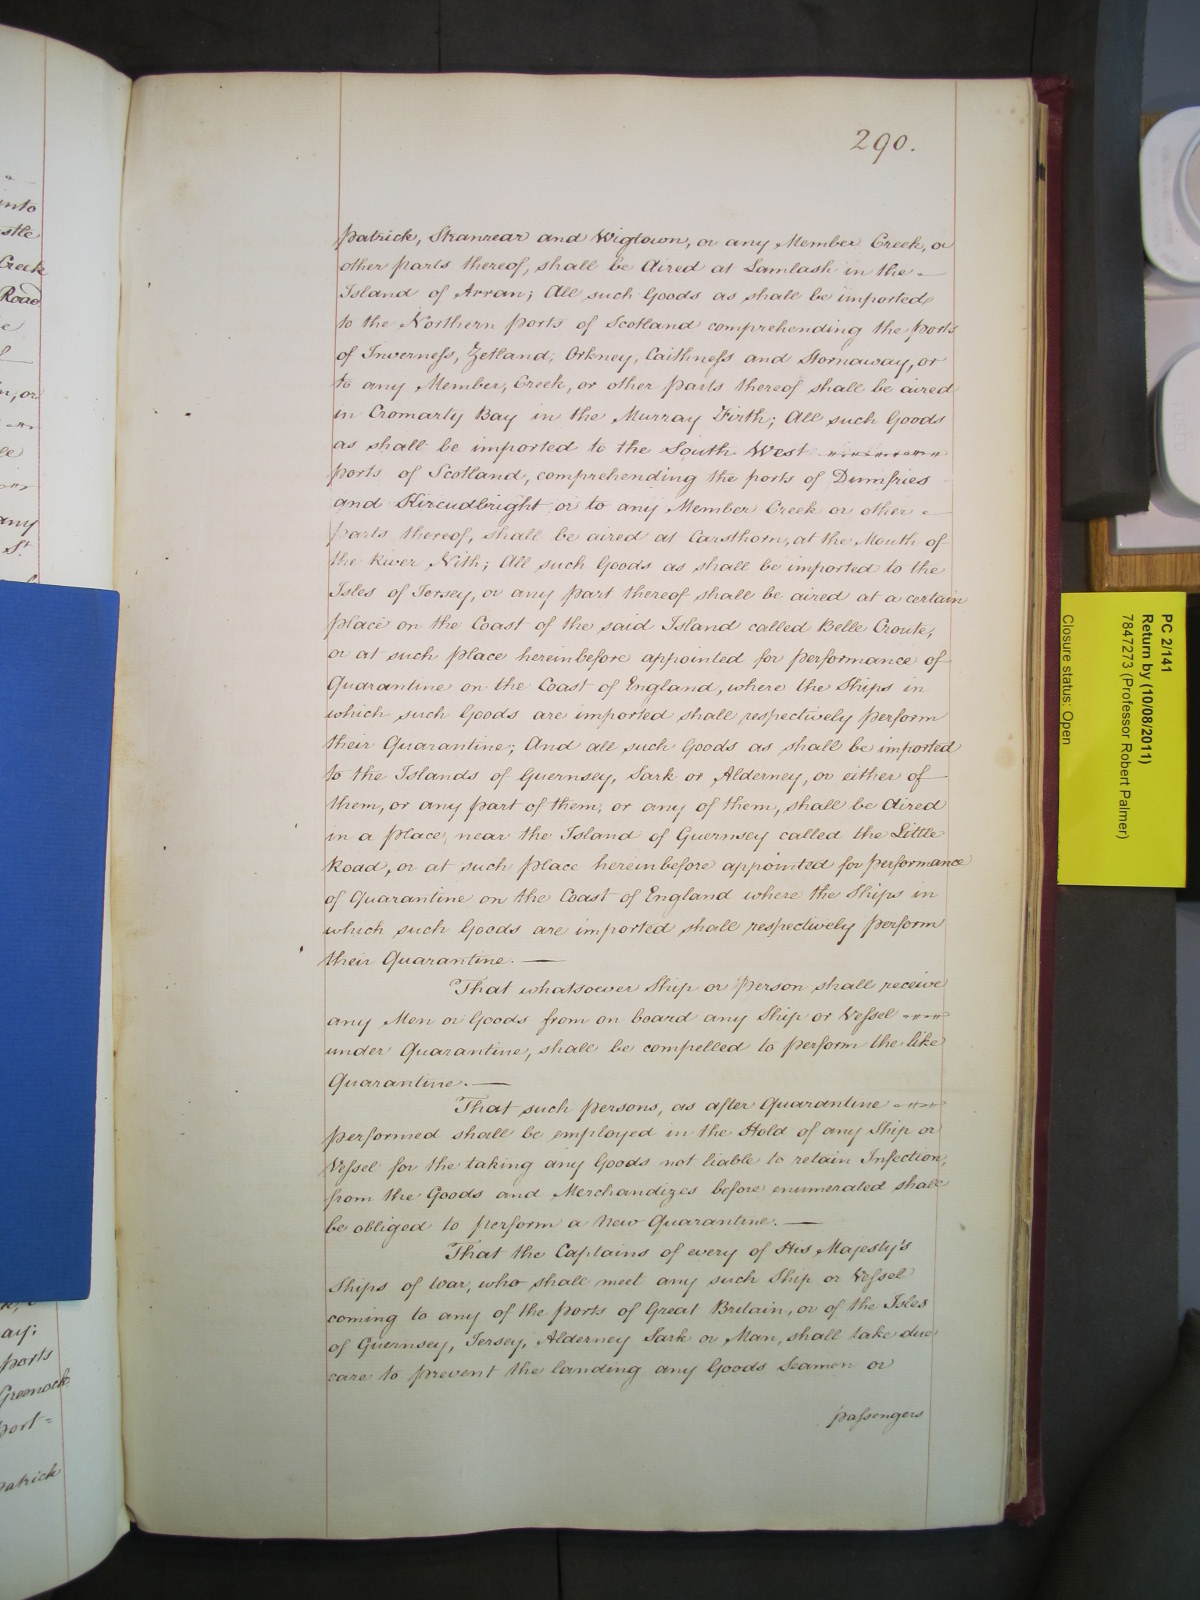 290.
patrick, Stranrear and Wigtown, or any Member Creek, or
other parts thereof, shall be Aired at Lamlash in the
Island of Arran; All such Goods as shall be imported
to the Northern ports of Scotland comprehending the ports
of Inverness, Zetland, Orkney, Caithness and Stornaway, or
to any Member, Creek, or other parts thereof shall be aired
in Cromarty Bay in the Murray Firth; All such Goods
as shall be imported to the South West
ports of Scotland, comprehending the ports of Dumfries
and Kircudbright or to any Member Creek or other
parts thereof, shall be aired at Carsthorn, at the Mouth of
the River Nith; All such Goods as shall be imported to the
Isles of Jersey, or any part thereof shall be aired at a certain
place on the Coast of the said Island called Belle Croute,
or at such place hereinbefore appointed for performance of
Quarantine on the Coast of England, where the Ships in
which such Goods are imported shall respectively perform
their Quarantine; And all such Goods as shall be imported
to the Islands of Guernsey, Sark or Alderney, or either of
them, or any part of them, or any of them, shall be Aired
in a place, near the Island of Guernsey called the Little
Road, or at such place hereinbefore appointed for performance
of Quarantine on the Coast of England where the Ships in
which such Goods are imported shall respectively perform
their Quarantine. —
That whatsoever Ship or Person shall receive
any Men or Goods from on board any Ship or Vessel
under Quarantine, shall be compelled to perform the like
Quarantine. —
That such persons, as after Quarantine
performed shall be employed in the Hold of any Ship or
Vessel for the taking any Goods not liable to retain Infection,
from the Goods and Merchandizes before enumerated shall
be obliged to perform a New Quarantine. —
That the Captains of every of His Majesty's
Ships of War, who shall meet any such Ship or Vessel
coming to any of the ports of Great Britain, or of the Isles
of Guernsey, Jersey, Alderney Sark or Man, shall take due
care to prevent the landing any Goods Seamen or
passengers
into
Creek
Road
any
St.
ports
Greenock
port=
patrick
PC 2/141
Return by (10/08/2011)
7847273 (Professor Robert Palmer)
Closure status: Open